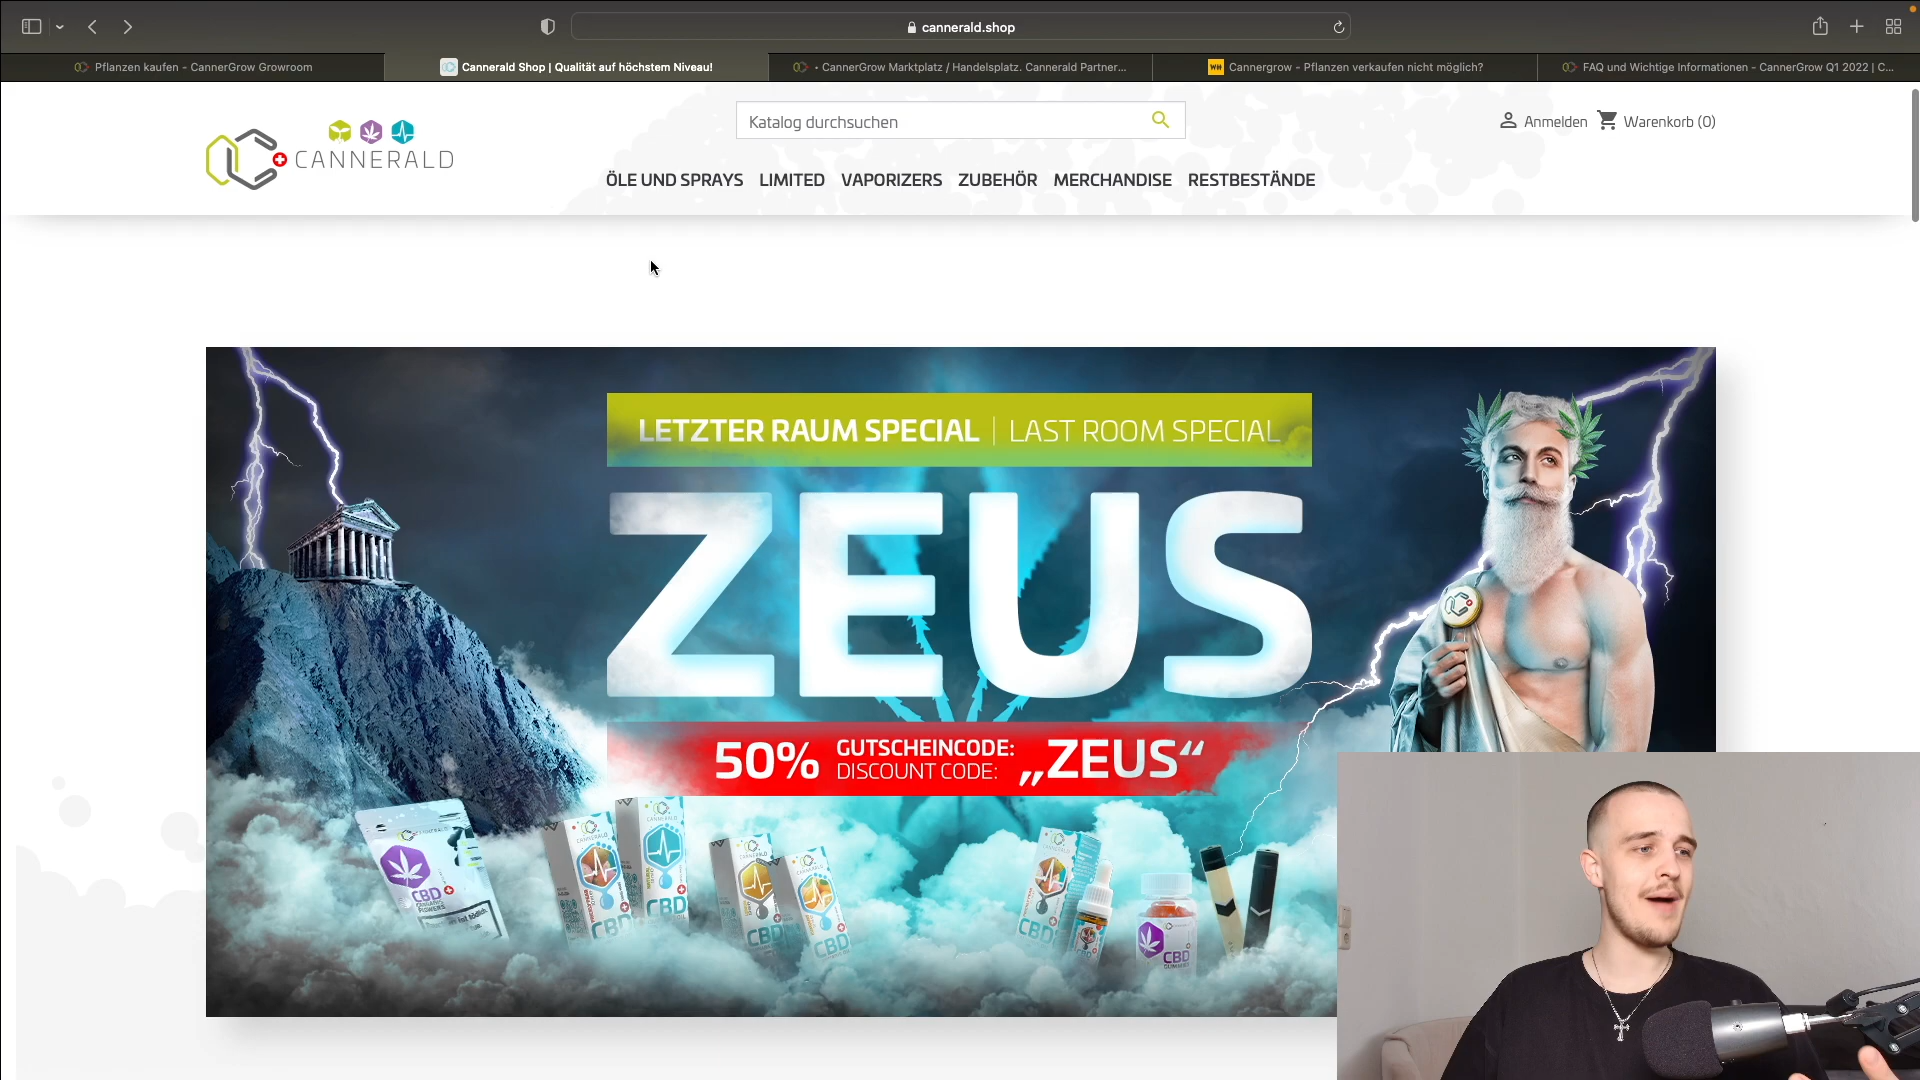 cannerald.shop
Pflanzen kaufen - CannerGrow Growroom
Cannerald Shop | Qualität auf höchstem Niveau!
• CannerGrow Marktplatz / Handelsplatz. Cannerald Partner...
Cannergrow - Pflanzen verkaufen nicht möglich?
FAQ und Wichtige Informationen - CannerGrow Q1 2022 | C...
CANNERALD
Katalog durchsuchen
Anmelden
Warenkorb (0)
ÖLE UND SPRAYS
LIMITED
VAPORIZERS
ZUBEHÖR
MERCHANDISE
RESTBESTÄNDE
LETZTER RAUM SPECIAL | LAST ROOM SPECIAL
ZEUS
50%
GUTSCHEINCODE:
DISCOUNT CODE:
„ZEUS“
CBD
CBD
CBD
CBD
CBD
CBD
CBD